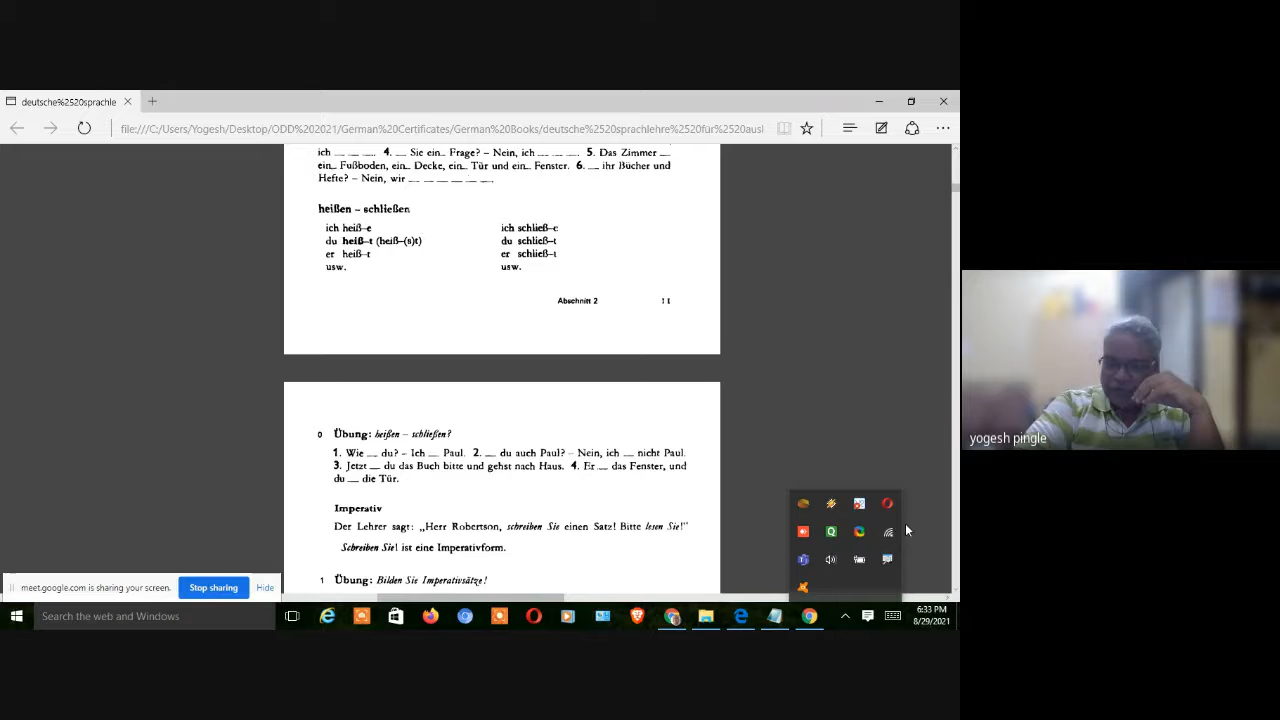 deutsche%2520sprachle
file:///C:/Users/Yogesh/Desktop/ODD%202021/German%20Certificates/German%20Books/deutsche%2520sprachlehre%2520für%2520ausl
ich __ __ __. 4. __ Sie ein_ Frage? – Nein, ich __ __ __. 5. Das Zimmer __
ein_ Fußboden, ein_ Decke, ein_ Tür und ein_ Fenster. 6. __ ihr Bücher und
Hefte? – Nein, wir __ __ __ __ __.
heißen – schließen
ich heiß–e
du heiß–t (heiß–(s)t)
er heiß–t
usw.
ich schließ–e
du schließ–t
er schließ–t
usw.
Abschnitt 2 11
0 Übung: heißen – schließen?
1. Wie __ du? – Ich __ Paul. 2. __ du auch Paul? – Nein, ich __ nicht Paul.
3. Jetzt __ du das Buch bitte und gehst nach Haus. 4. Er __ das Fenster, und
du __ die Tür.
Imperativ
Der Lehrer sagt: „Herr Robertson, schreiben Sie einen Satz! Bitte lesen Sie!"
Schreiben Sie! ist eine Imperativform.
1 Übung: Bilden Sie Imperativsätze!
meet.google.com is sharing your screen. Stop sharing Hide
Search the web and Windows
6:33 PM
8/29/2021
yogesh pingle